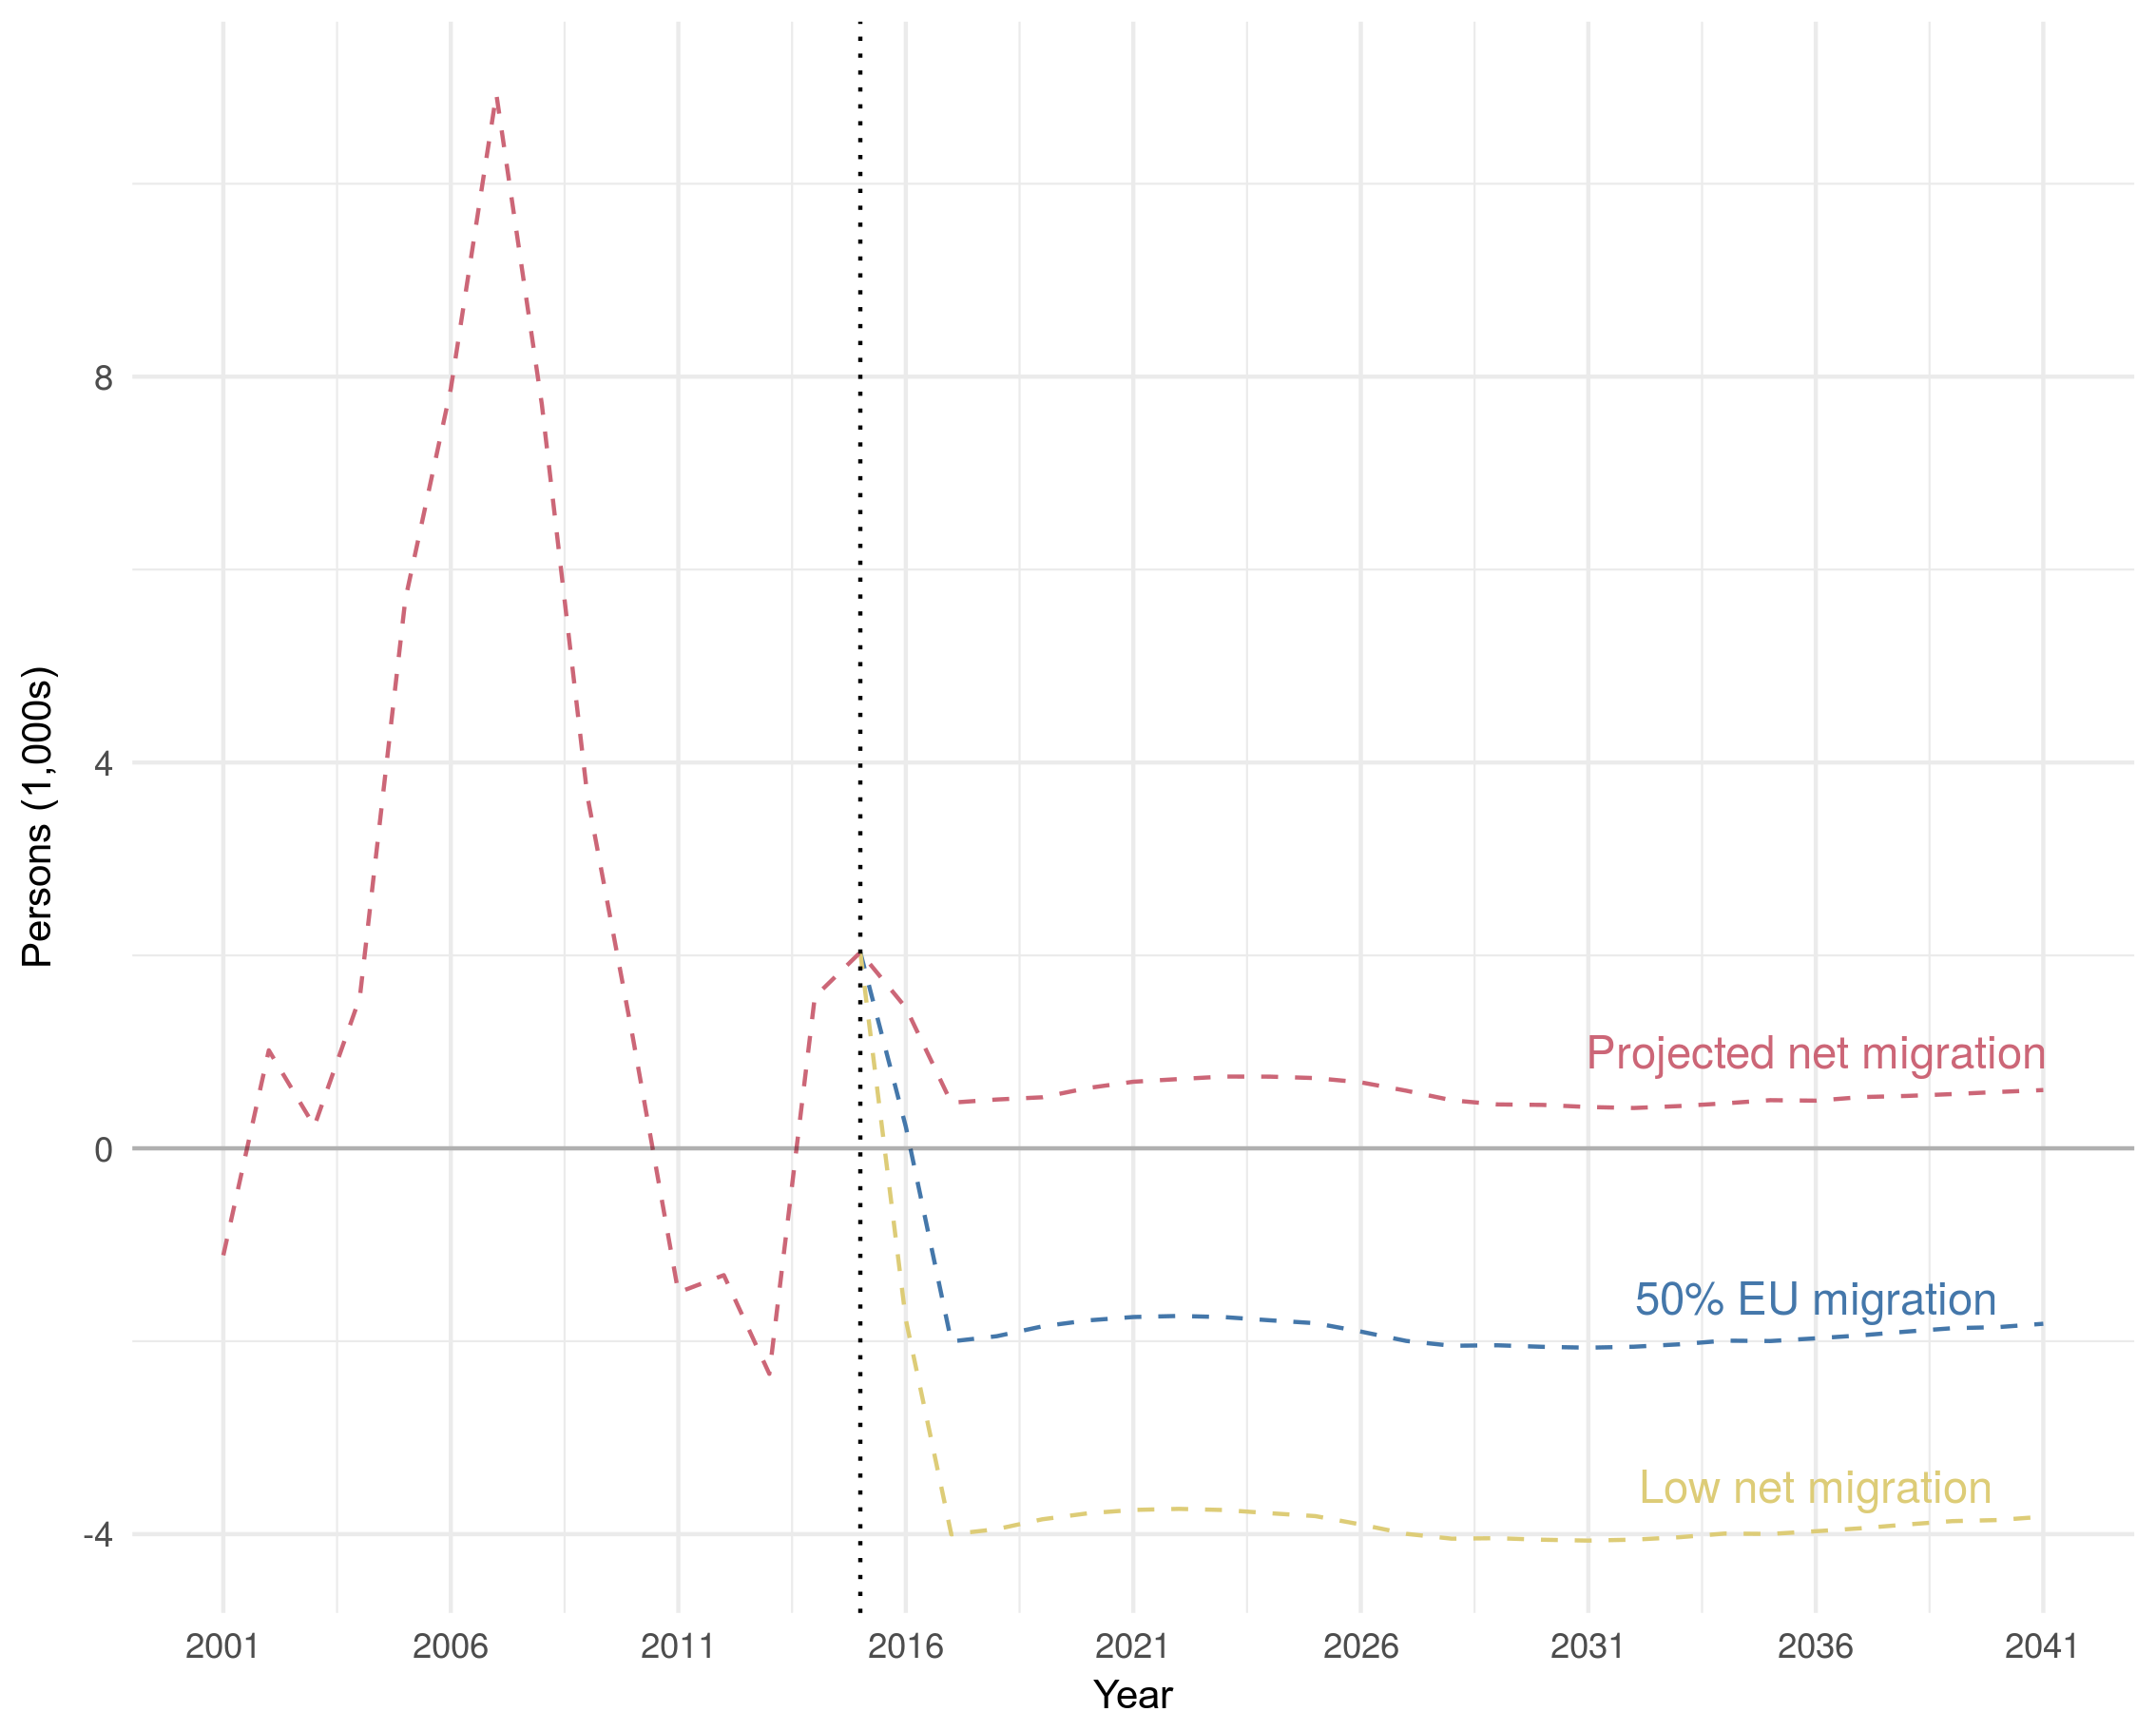 8
4
0
-4
Persons (1,000s)
Projected net migration
50% EU migration
Low net migration
2001 2006 2011 2016 2021 2026 2031 2036 2041
Year